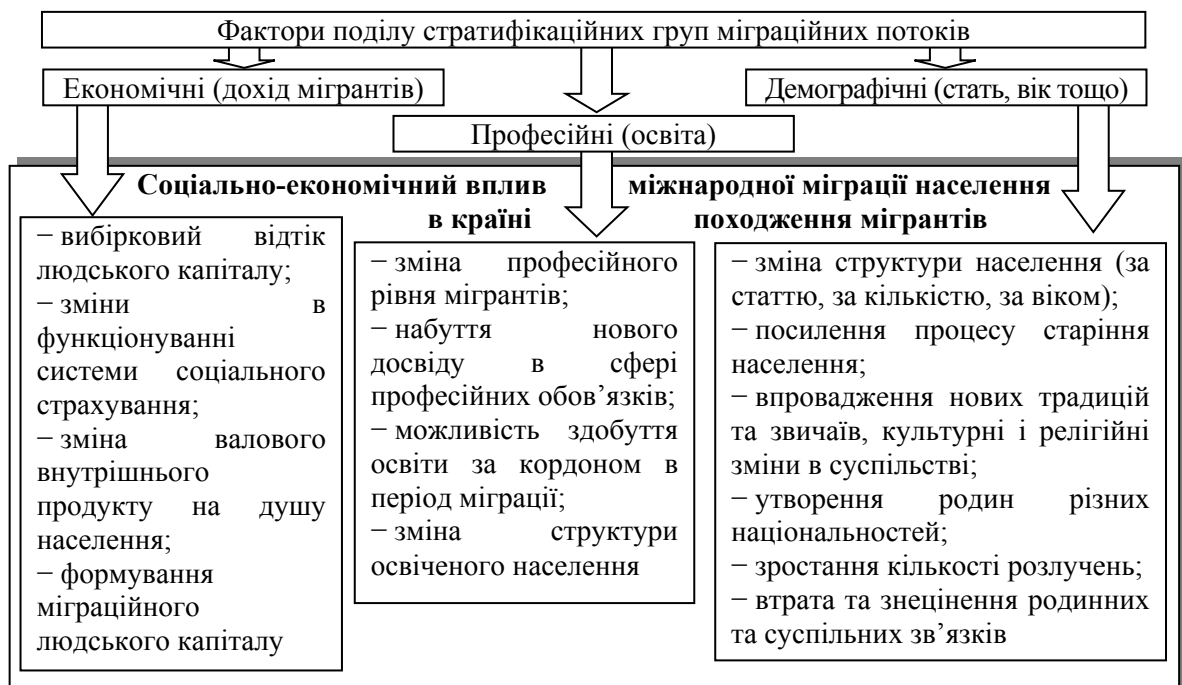 Фактори поділу стратифікаційних груп міграційних потоків
Економічні (дохід мігрантів)
Демографічні (стать, вік тощо)
Професійні (освіта)
Соціально-економічний вплив міжнародної міграції населення
в країні походження мігрантів
− вибірковий відтік
людського капіталу;
− зміни в
функціонуванні
системи соціального
страхування;
− зміна валового
внутрішнього
продукту на душу
населення;
− формування
міграційного
людського капіталу
− зміна професійного
рівня мігрантів;
− набуття нового
досвіду в сфері
професійних обов’язків;
− можливість здобуття
освіти за кордоном в
період міграції;
− зміна структури
освіченого населення
− зміна структури населення (за
статтю, за кількістю, за віком);
− посилення процесу старіння
населення;
− впровадження нових традицій
та звичаїв, культурні і релігійні
зміни в суспільстві;
− утворення родин різних
національностей;
− зростання кількості розлучень;
− втрата та знецінення родинних
та суспільних зв’язків